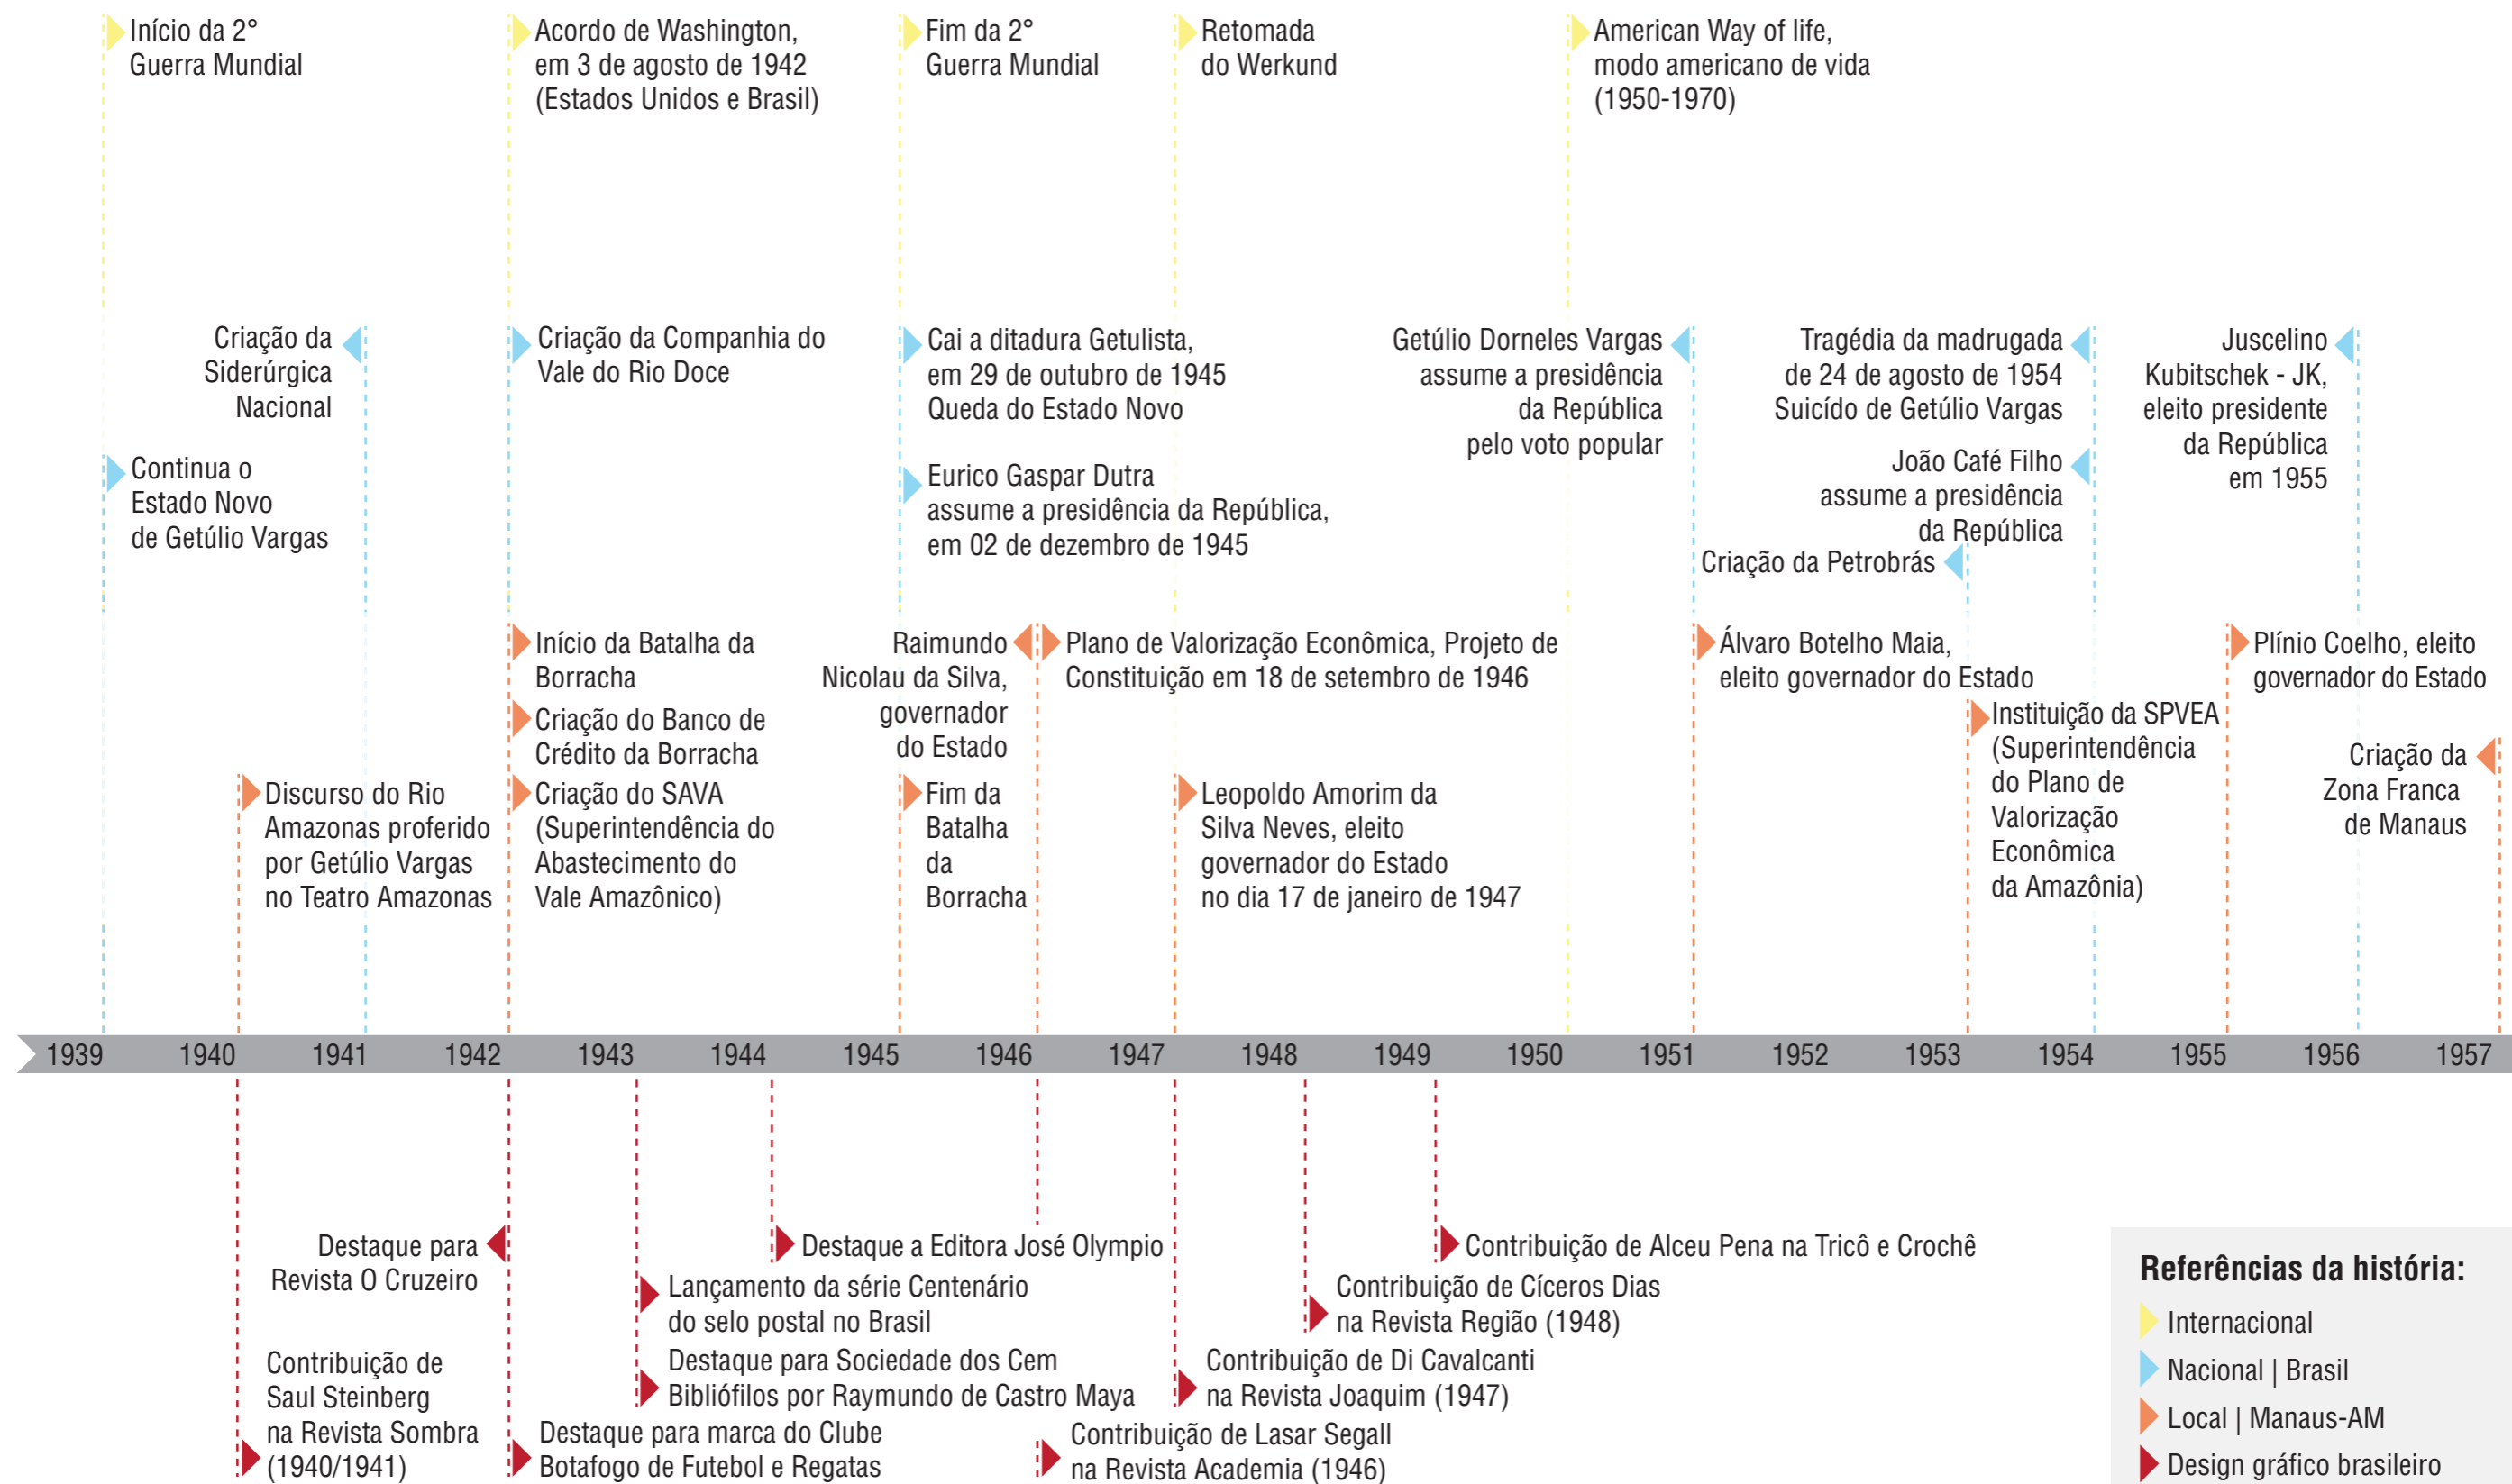 Início da 2°
Guerra Mundial
Acordo de Washington,
em 3 de agosto de 1942
(Estados Unidos e Brasil)
Fim da 2°
Guerra Mundial
Retomada
do Werkund
American Way of life,
modo americano de vida
(1950-1970)
Criação da
Siderúrgica
Nacional
Continua o
Estado Novo
de Getúlio Vargas
Criação da Companhia do
Vale do Rio Doce
Cai a ditadura Getulista,
em 29 de outubro de 1945
Queda do Estado Novo
Eurico Gaspar Dutra
assume a presidência da República,
em 02 de dezembro de 1945
Getúlio Dorneles Vargas
assume a presidência
da República
pelo voto popular
Tragédia da madrugada
de 24 de agosto de 1954
Suicído de Getúlio Vargas
João Café Filho
assume a presidência
da República
Criação da Petrobrás
Juscelino
Kubitschek - JK,
eleito presidente
da República
em 1955
Discurso do Rio
Amazonas proferido
por Getúlio Vargas
no Teatro Amazonas
Início da Batalha da
Borracha
Criação do Banco de
Crédito da Borracha
Criação do SAVA
(Superintendência do
Abastecimento do
Vale Amazônico)
Raimundo
Nicolau da Silva,
governador
do Estado
Fim da
Batalha
da
Borracha
Plano de Valorização Econômica, Projeto de
Constituição em 18 de setembro de 1946
Leopoldo Amorim da
Silva Neves, eleito
governador do Estado
no dia 17 de janeiro de 1947
Álvaro Botelho Maia,
eleito governador do Estado
Instituição da SPVEA
(Superintendência
do Plano de
Valorização
Econômica
da Amazônia)
Plínio Coelho, eleito
governador do Estado
Criação da
Zona Franca
de Manaus
1939 1940 1941 1942 1943 1944 1945 1946 1947 1948 1949 1950 1951 1952 1953 1954 1955 1956 1957
Destaque para
Revista O Cruzeiro
Contribuição de
Saul Steinberg
na Revista Sombra
(1940/1941)
Destaque a Editora José Olympio
Lançamento da série Centenário
do selo postal no Brasil
Destaque para Sociedade dos Cem
Bibliófilos por Raymundo de Castro Maya
Destaque para marca do Clube
Botafogo de Futebol e Regatas
Contribuição de Alceu Pena na Tricô e Crochê
Contribuição de Cíceros Dias
na Revista Região (1948)
Contribuição de Di Cavalcanti
na Revista Joaquim (1947)
Contribuição de Lasar Segall
na Revista Academia (1946)
Referências da história:
Internacional
Nacional | Brasil
Local | Manaus-AM
Design gráfico brasileiro